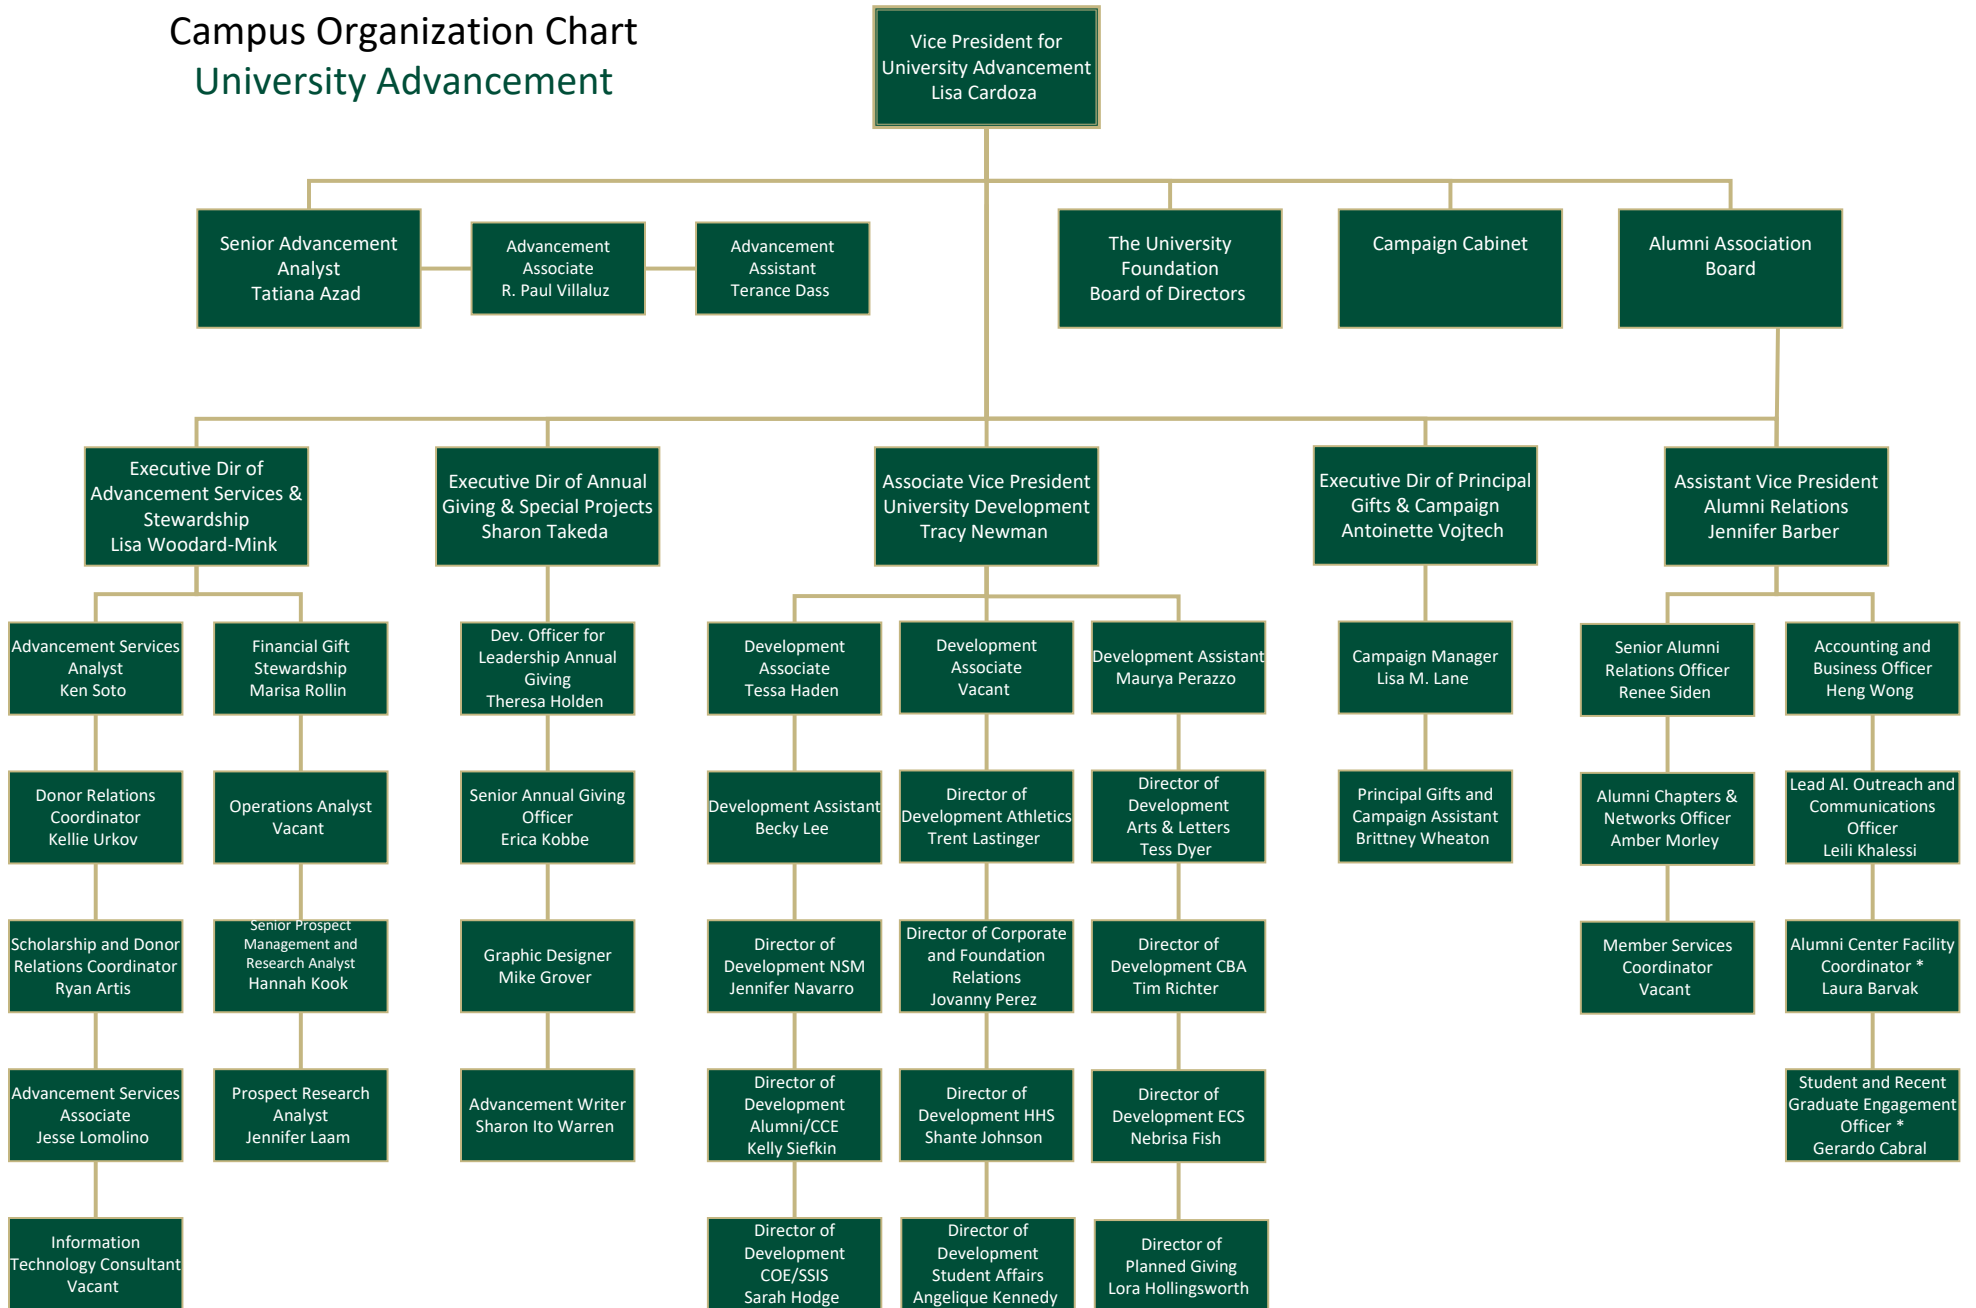 Campus Organization Chart
University Advancement
Vice President for
University Advancement
Lisa Cardoza
Senior Advancement
Analyst
Tatiana Azad
Advancement
Associate
R. Paul Villaluz
Advancement
Assistant
Terance Dass
The University
Foundation
Board of Directors
Campaign Cabinet
Alumni Association
Board
Executive Dir of
Advancement Services &
Stewardship
Lisa Woodard-Mink
Executive Dir of Annual
Giving & Special Projects
Sharon Takeda
Associate Vice President
University Development
Tracy Newman
Executive Dir of Principal
Gifts & Campaign
Antoinette Vojtech
Assistant Vice President
Alumni Relations
Jennifer Barber
Advancement Services
Analyst
Ken Soto
Financial Gift
Stewardship
Marisa Rollin
Dev. Officer for
Leadership Annual
Giving
Theresa Holden
Development
Associate
Tessa Haden
Development
Associate
Vacant
Development Assistant
Maurya Perazzo
Campaign Manager
Lisa M. Lane
Senior Alumni
Relations Officer
Renee Siden
Accounting and
Business Officer
Heng Wong
Donor Relations
Coordinator
Kellie Urkov
Operations Analyst
Vacant
Senior Annual Giving
Officer
Erica Kobbe
Development Assistant
Becky Lee
Director of
Development Athletics
Trent Lastinger
Director of
Development
Arts & Letters
Tess Dyer
Principal Gifts and
Campaign Assistant
Brittney Wheaton
Alumni Chapters &
Networks Officer
Amber Morley
Lead Al. Outreach and
Communications
Officer
Leili Khalessi
Scholarship and Donor
Relations Coordinator
Ryan Artis
Senior Prospect
Management and
Research Analyst
Hannah Kook
Graphic Designer
Mike Grover
Director of
Development NSM
Jennifer Navarro
Director of Corporate
and Foundation
Relations
Jovanny Perez
Director of
Development CBA
Tim Richter
Member Services
Coordinator
Vacant
Alumni Center Facility
Coordinator *
Laura Barvak
Advancement Services
Associate
Jesse Lomolino
Prospect Research
Analyst
Jennifer Laam
Advancement Writer
Sharon Ito Warren
Director of
Development
Alumni/CCE
Kelly Siefkin
Director of
Development HHS
Shante Johnson
Director of
Development ECS
Nebrisa Fish
Student and Recent
Graduate Engagement
Officer *
Gerardo Cabral
Information
Technology Consultant
Vacant
Director of
Development
COE/SSIS
Sarah Hodge
Director of
Development
Student Affairs
Angelique Kennedy
Director of
Planned Giving
Lora Hollingsworth